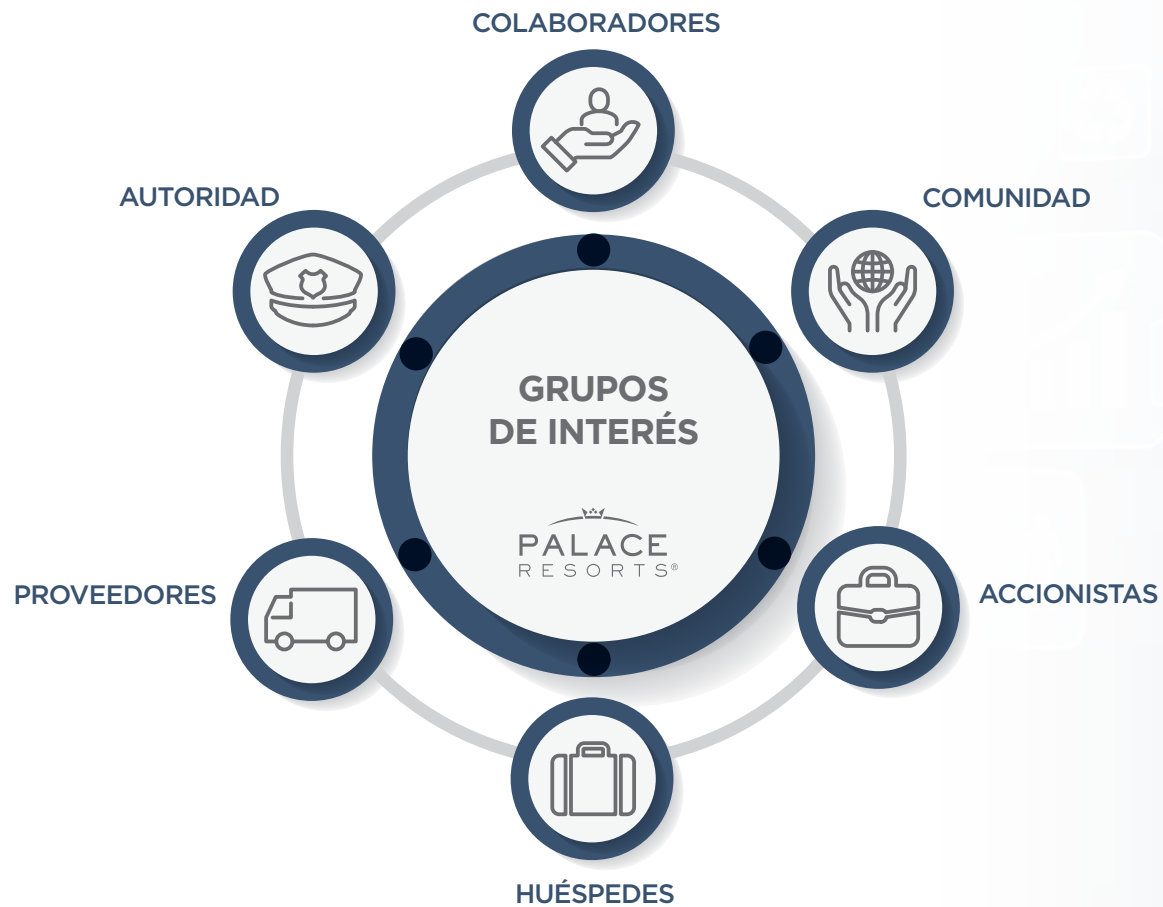 COLABORADORES
AUTORIDAD
COMUNIDAD
GRUPOS
DE INTERÉS
PALACE
RESORTS®
PROVEEDORES
ACCIONISTAS
HUÉSPEDES